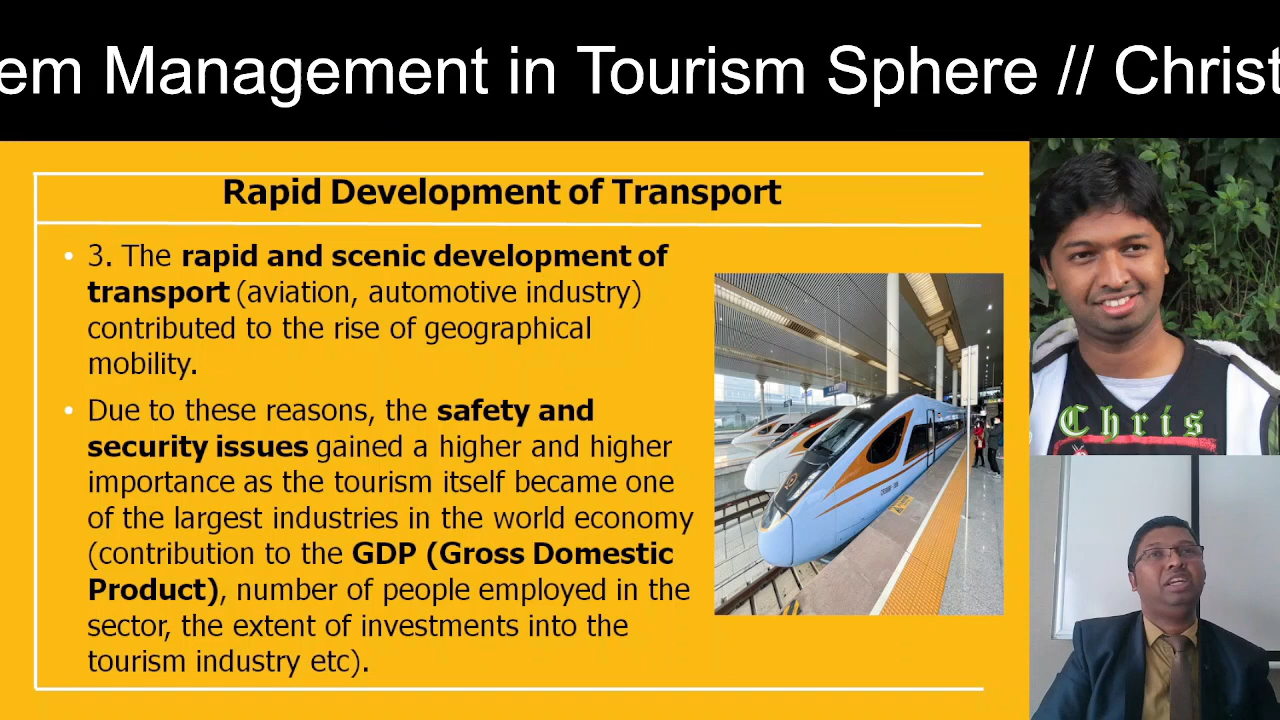 em Management in Tourism Sphere // Christ
Rapid Development of Transport
• 3. The rapid and scenic development of
transport (aviation, automotive industry)
contributed to the rise of geographical
mobility.
• Due to these reasons, the safety and
security issues gained a higher and higher
importance as the tourism itself became one
of the largest industries in the world economy
(contribution to the GDP (Gross Domestic
Product), number of people employed in the
sector, the extent of investments into the
tourism industry etc).
Chris